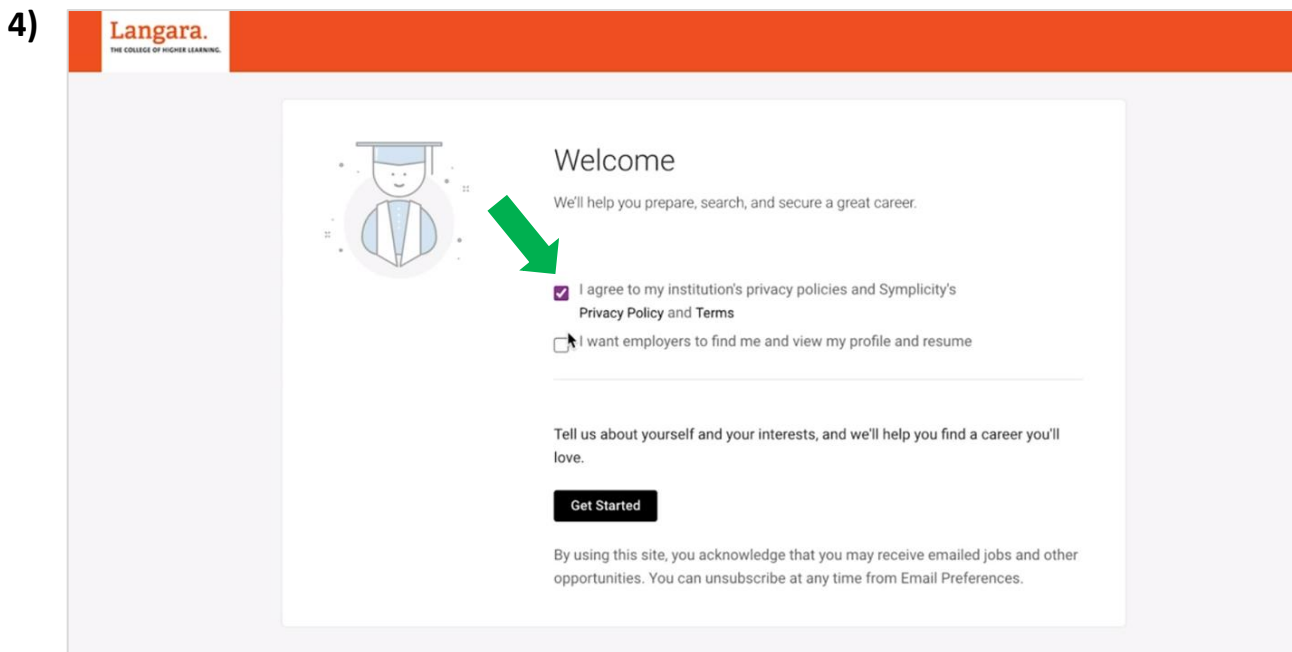 4)
Langara.
THE COLLEGE OF HIGHER LEARNING.
Welcome
We'll help you prepare, search, and secure a great career.
I agree to my institution's privacy policies and Symplicity's
Privacy Policy and Terms
I want employers to find me and view my profile and resume
Tell us about yourself and your interests, and we'll help you find a career you'll
love.
Get Started
By using this site, you acknowledge that you may receive emailed jobs and other
opportunities. You can unsubscribe at any time from Email Preferences.